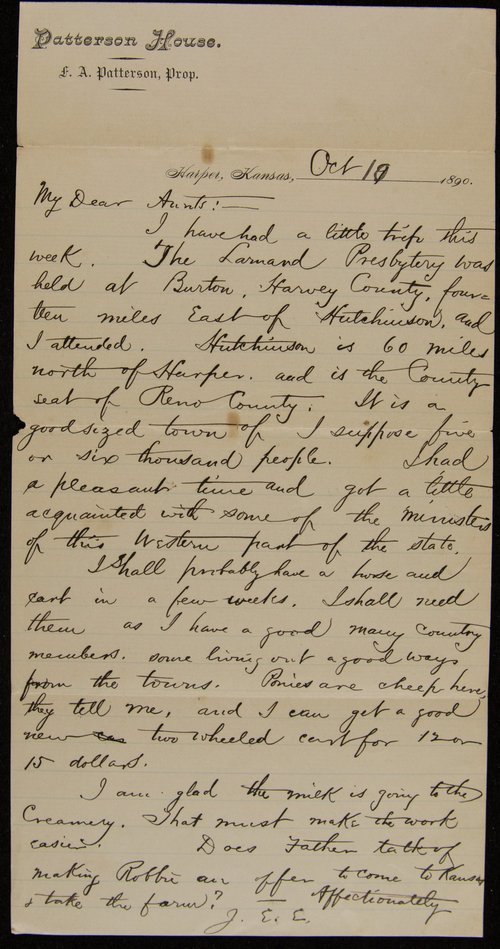 Patterson House.
F. A. Patterson, Prop.
Harper, Kansas, Oct 19 1890.
My Dear Aunts:—
I have had a little trip this
week. The Larnand Presbytery was
held at Burton, Harvey County, four=
teen miles East of Hutchinson, and
I attended. Hutchinson is 60 miles
north of Harper. and is the County
seat of Reno County. It is a
good sized town of I suppose five
or six thousand people. I had
a pleasant time and got a little
acquainted with some of the ministers
of this Western part of the state.
I shall probably have a horse and
cart in a few weeks. I shall need
them as I have a good many country
members. some living out a good ways
from the towns. Ponies are cheap here,
they tell me, and I can get a good
new two wheeled cart for 12 or
15 dollars.
I am glad the milk is going to the
Creamery. That must make the work
easier. Does Father talk of
making Robbie an offer to come to Kansas
& take the farm? Affectionately
J. E. E.